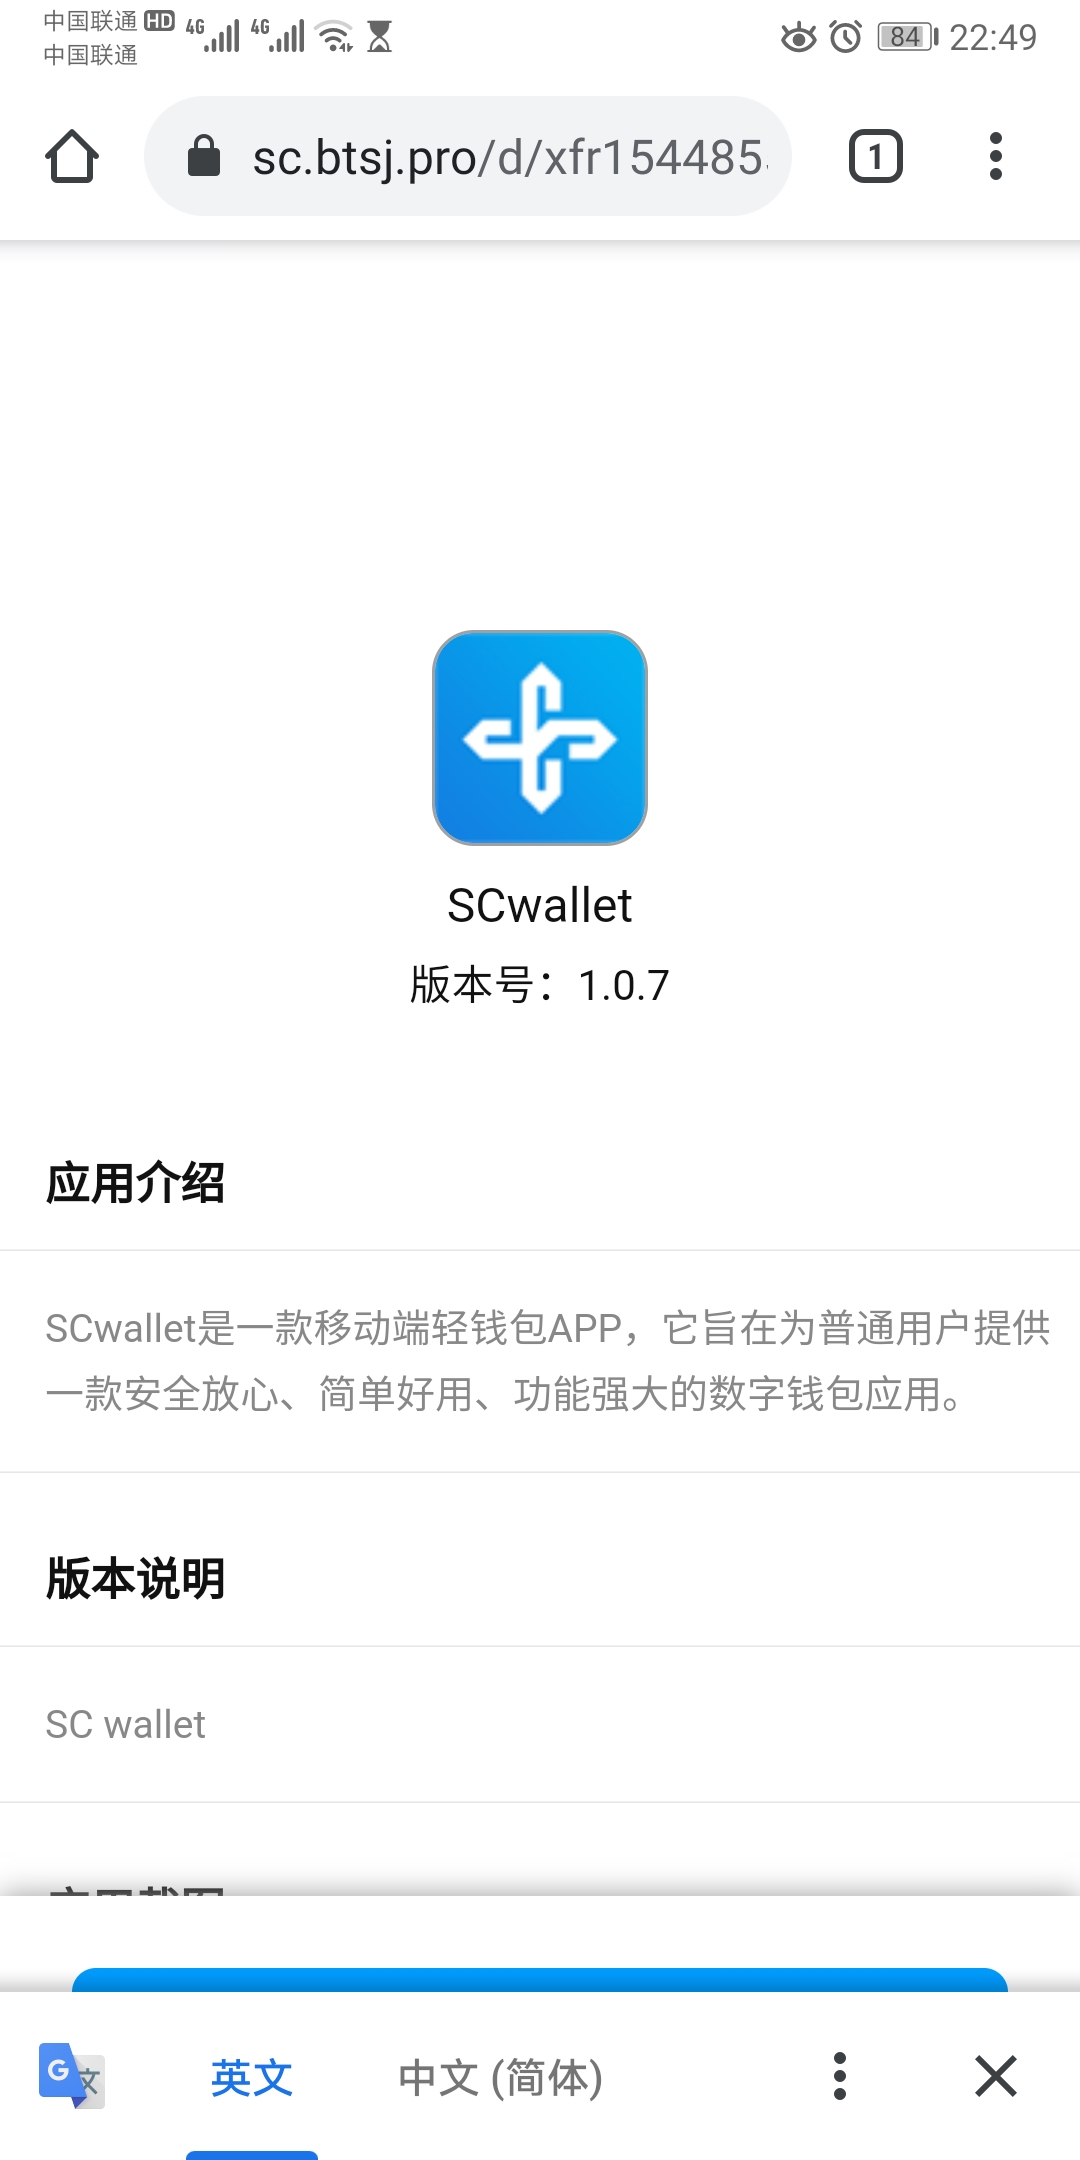 中国联通 HD 4G 4G 84 22:49
中国联通
sc.btsj.pro/d/xfr154485
1
SCwallet
版本号：1.0.7
应用介绍
SCwallet是一款移动端轻钱包APP，它旨在为普通用户提供
一款安全放心、简单好用、功能强大的数字钱包应用。
版本说明
SC wallet
G 文 英文 中文 (简体)